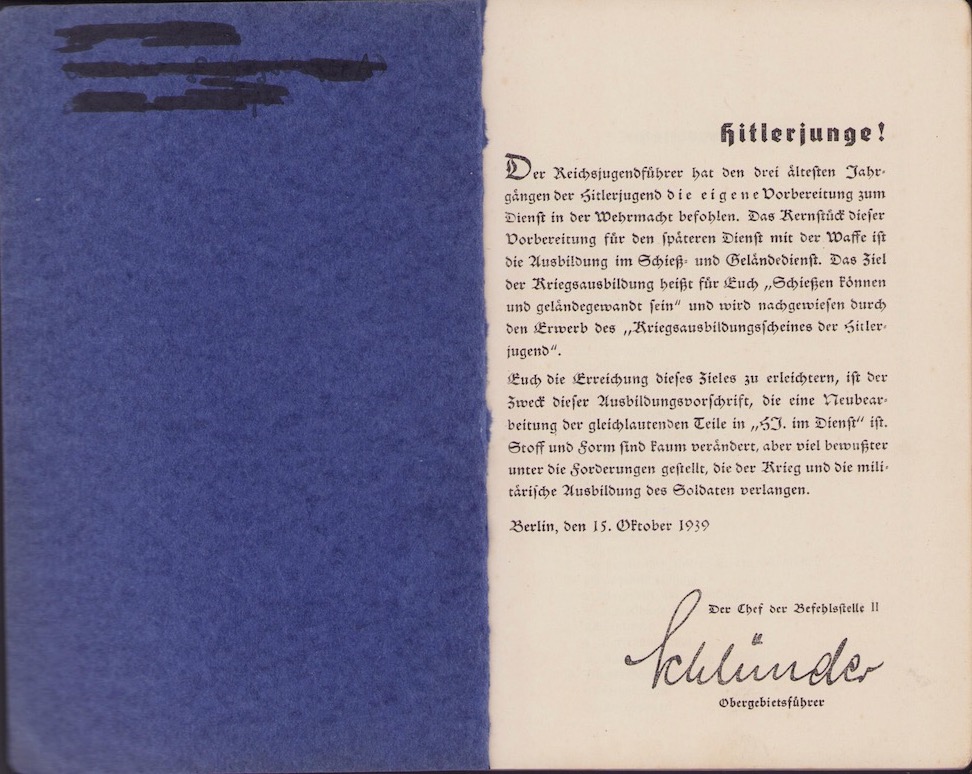 Hitlerjunge!
Der Reichsjugendführer hat den drei ältesten Jahr-
gängen der Hitlerjugend die eigene Vorbereitung zum
Dienst in der Wehrmacht befohlen. Das Kernstück dieser
Vorbereitung für den späteren Dienst mit der Waffe ist
die Ausbildung im Schieß- und Geländedienst. Das Ziel
der Kriegsausbildung heißt für Euch „Schießen können
und geländegewandt sein“ und wird nachgewiesen durch
den Erwerb des „Kriegsausbildungsscheines der Hitler-
jugend“.
Euch die Erreichung dieses Zieles zu erleichtern, ist der
Zweck dieser Ausbildungsvorschrift, die eine Neubear-
beitung der gleichlautenden Teile in „HJ. im Dienst“ ist.
Stoff und Form sind kaum verändert, aber viel bewußter
unter die Forderungen gestellt, die der Krieg und die mili-
tärische Ausbildung des Soldaten verlangen.
Berlin, den 15. Oktober 1939
Der Chef der Befehlsstelle II
Schlünder
Obergebietsführer